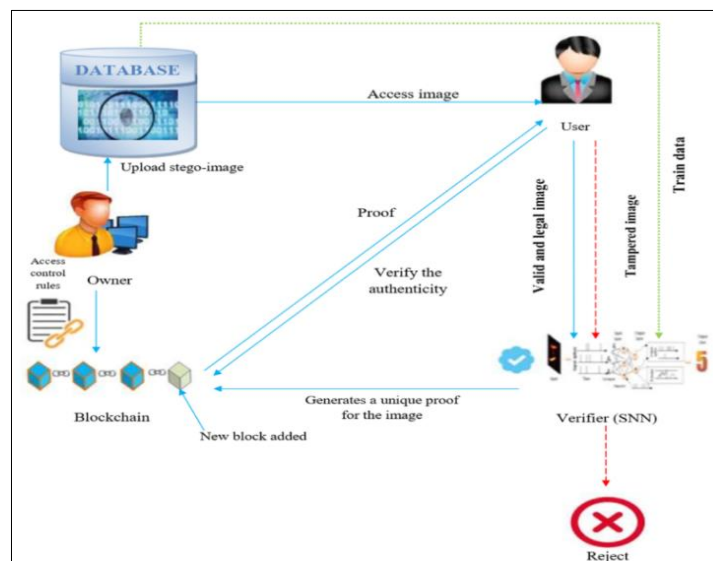 DATABASE
Access image
User
Upload stego-image
Train data
Valid and legal image
Tampered image
Proof
Verify the
authenticity
Access
control
rules
Owner
Blockchain
Generates a unique proof
for the image
New block added
Verifier (SNN)
5
Reject